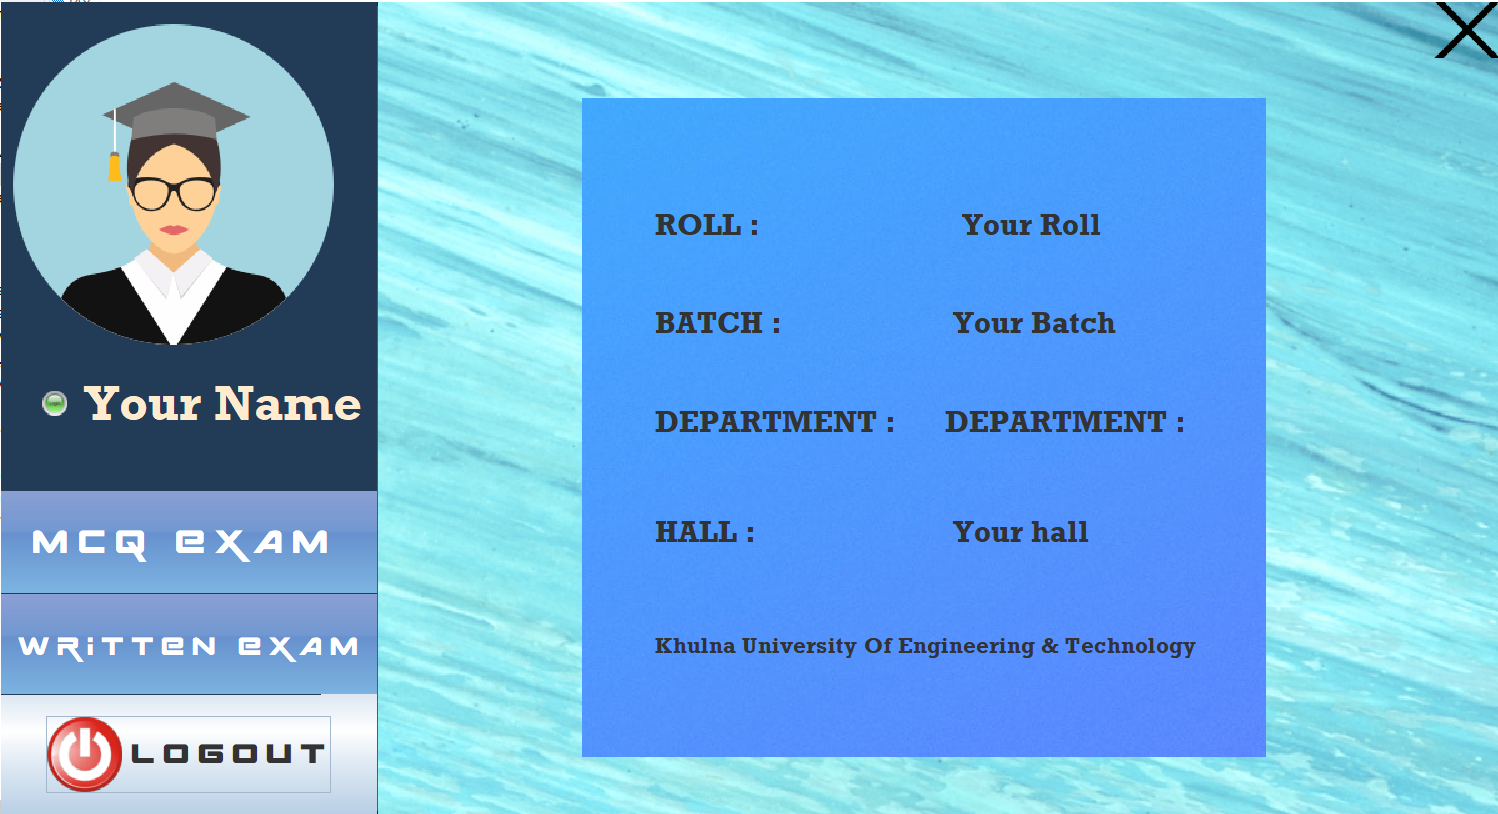 Your Name
MCQ EXAM
WRITTEN EXAM
LOGOUT
ROLL : Your Roll
BATCH : Your Batch
DEPARTMENT : DEPARTMENT :
HALL : Your hall
Khulna University Of Engineering & Technology